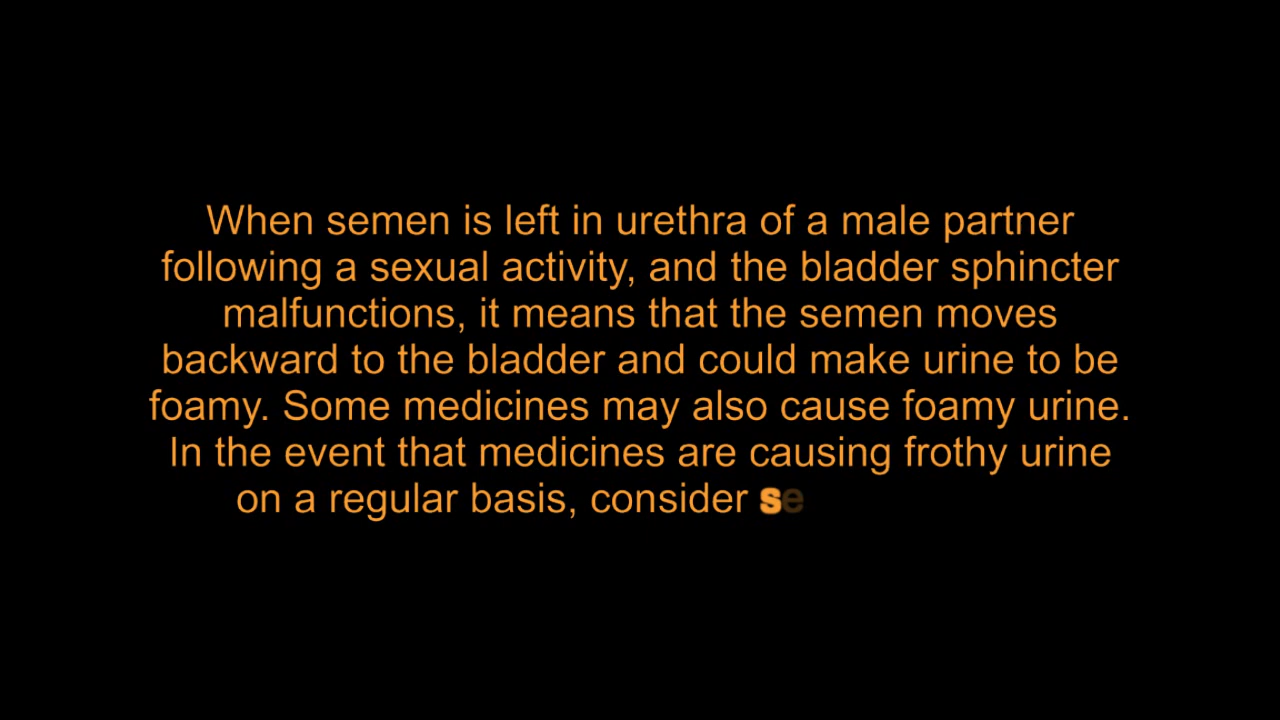 When semen is left in urethra of a male partner
following a sexual activity, and the bladder sphincter
malfunctions, it means that the semen moves
backward to the bladder and could make urine to be
foamy. Some medicines may also cause foamy urine.
In the event that medicines are causing frothy urine
on a regular basis, consider se